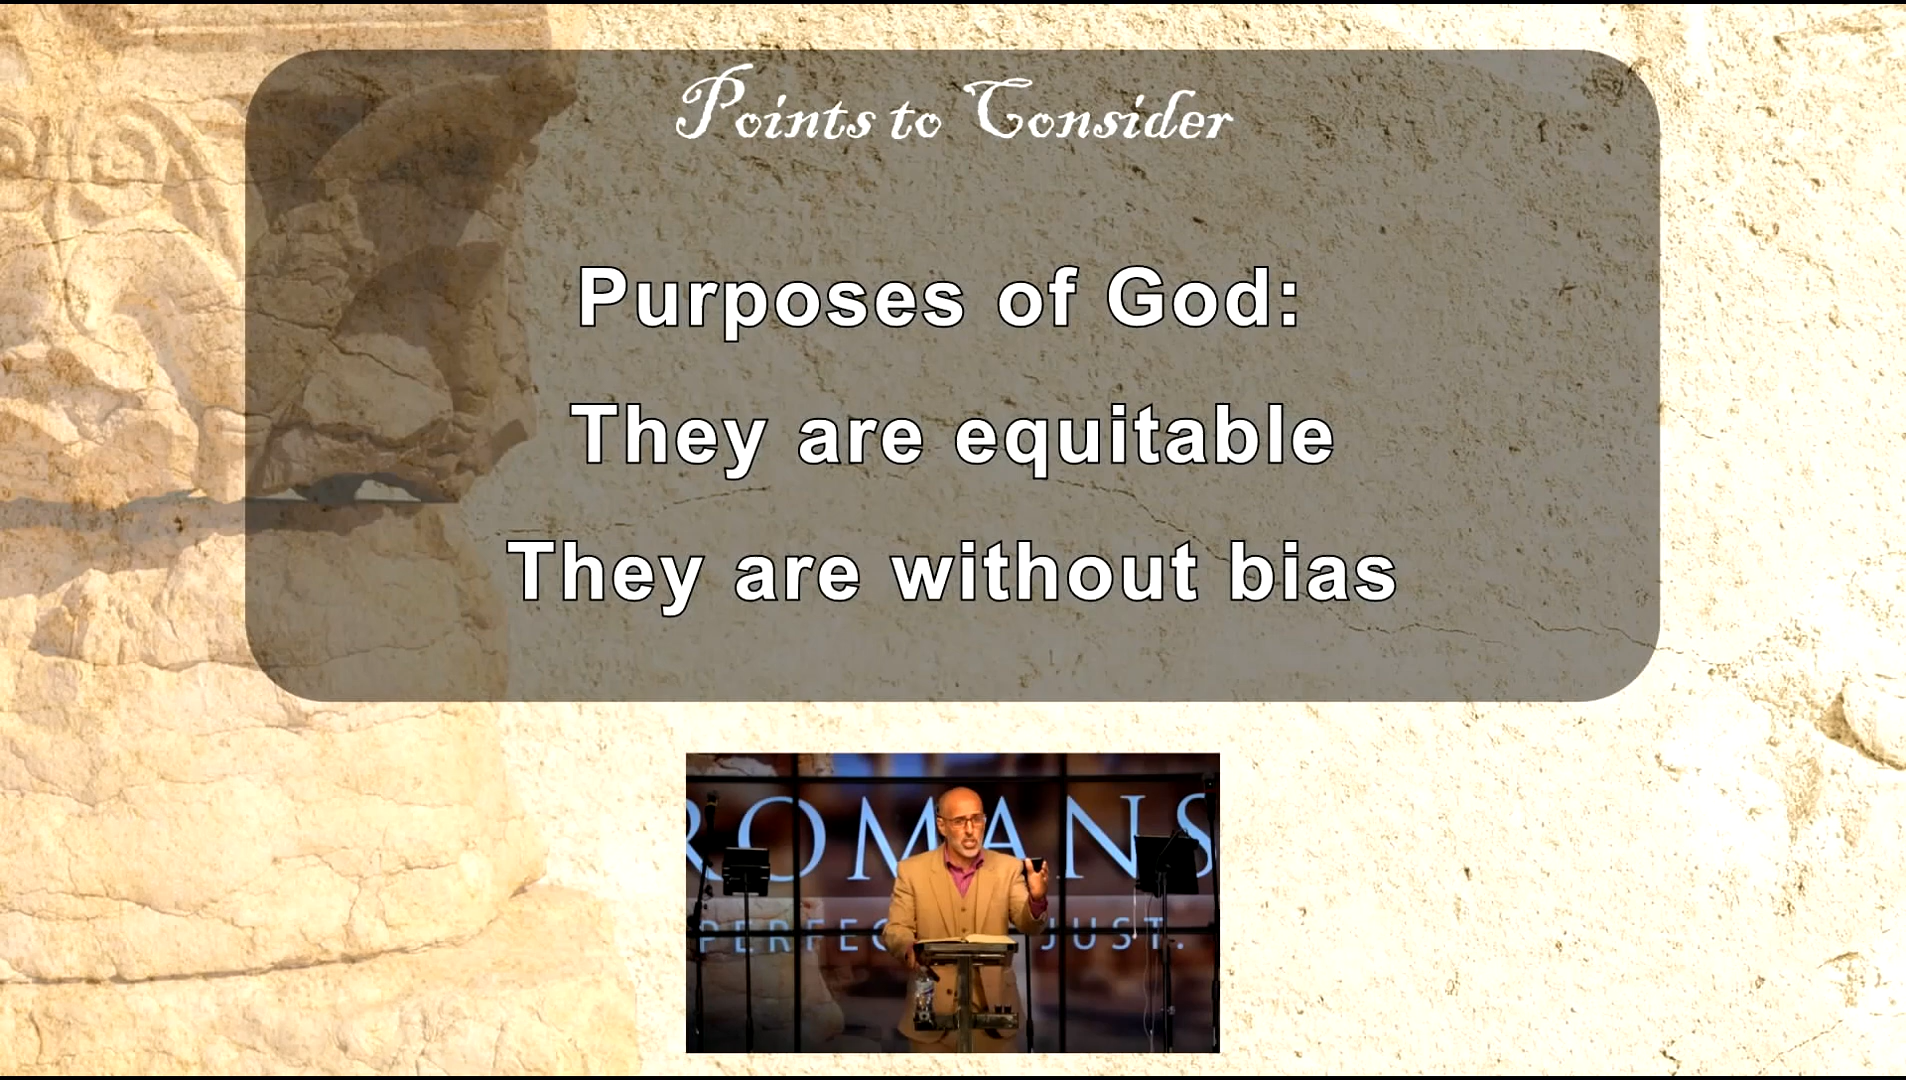 Points to Consider
Purposes of God:
They are equitable
They are without bias
ROMANS
JUST.